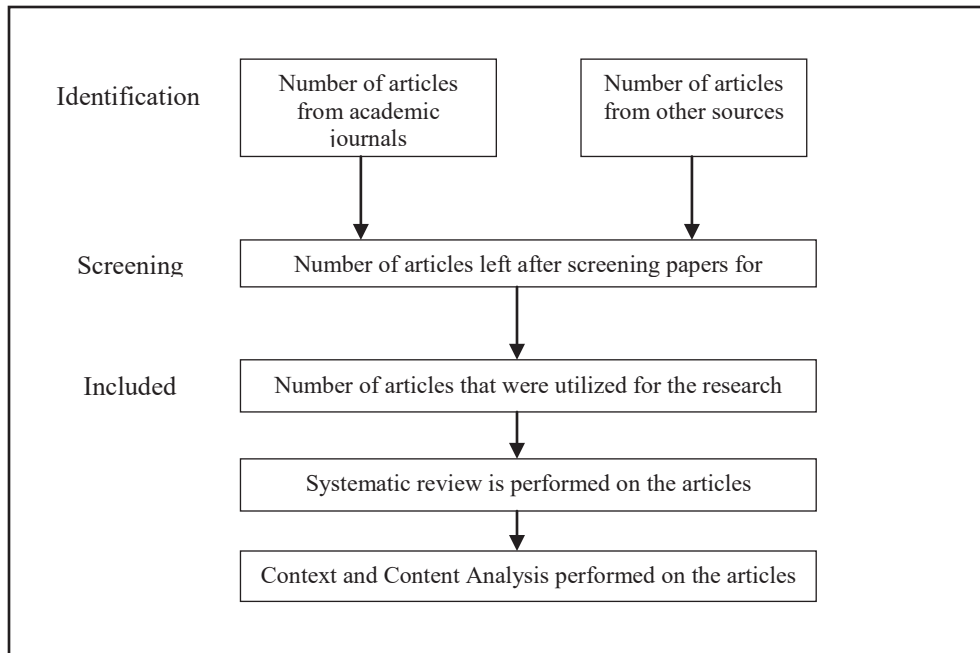 Identification
Number of articles
from academic
journals
Number of articles
from other sources
Screening
Number of articles left after screening papers for
Included
Number of articles that were utilized for the research
Systematic review is performed on the articles
Context and Content Analysis performed on the articles